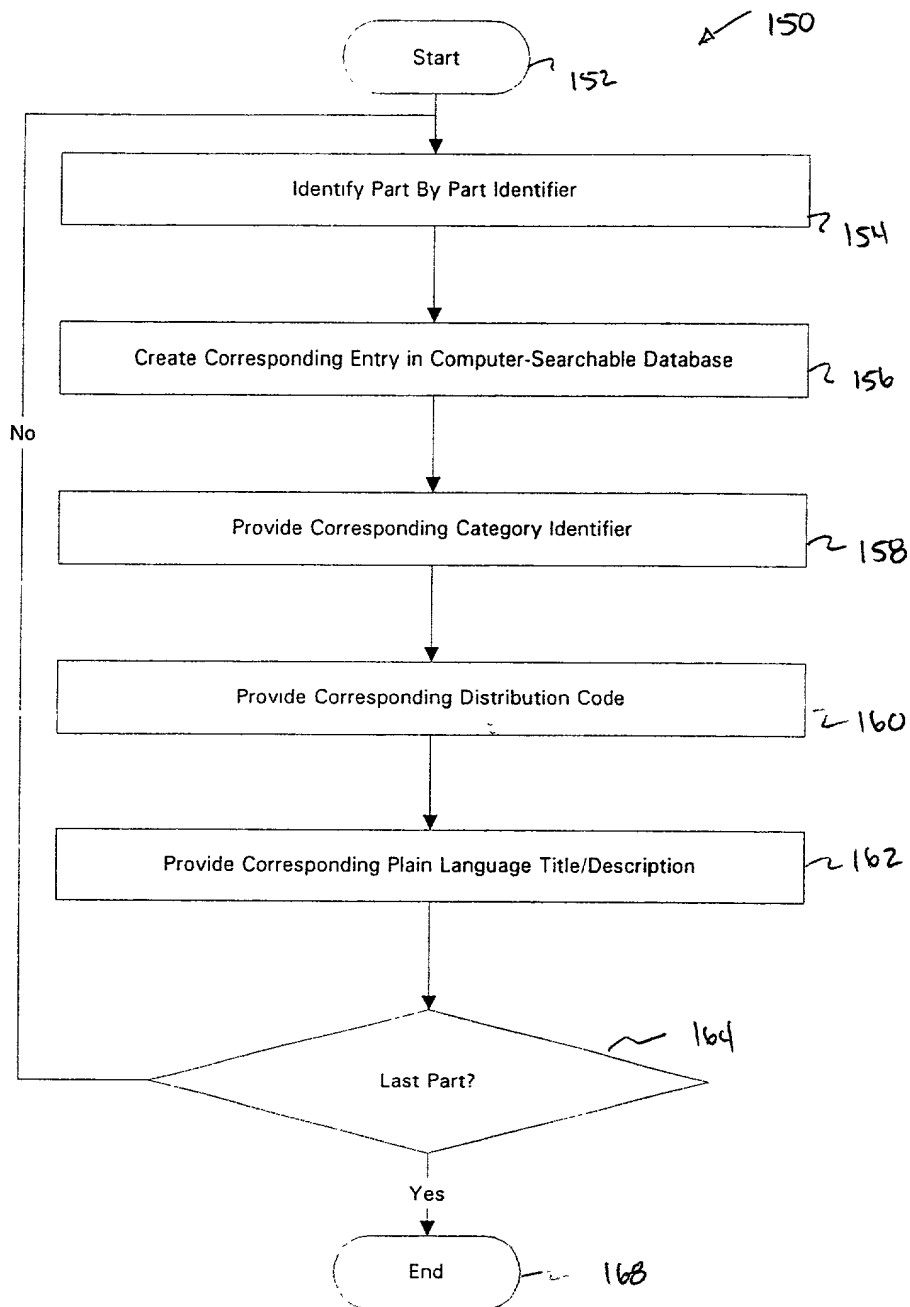 150
Start
152
Identify Part By Part Identifier
154
Create Corresponding Entry in Computer-Searchable Database
156
No
Provide Corresponding Category Identifier
158
Provide Corresponding Distribution Code
160
Provide Corresponding Plain Language Title/Description
162
164
Last Part?
Yes
End
168